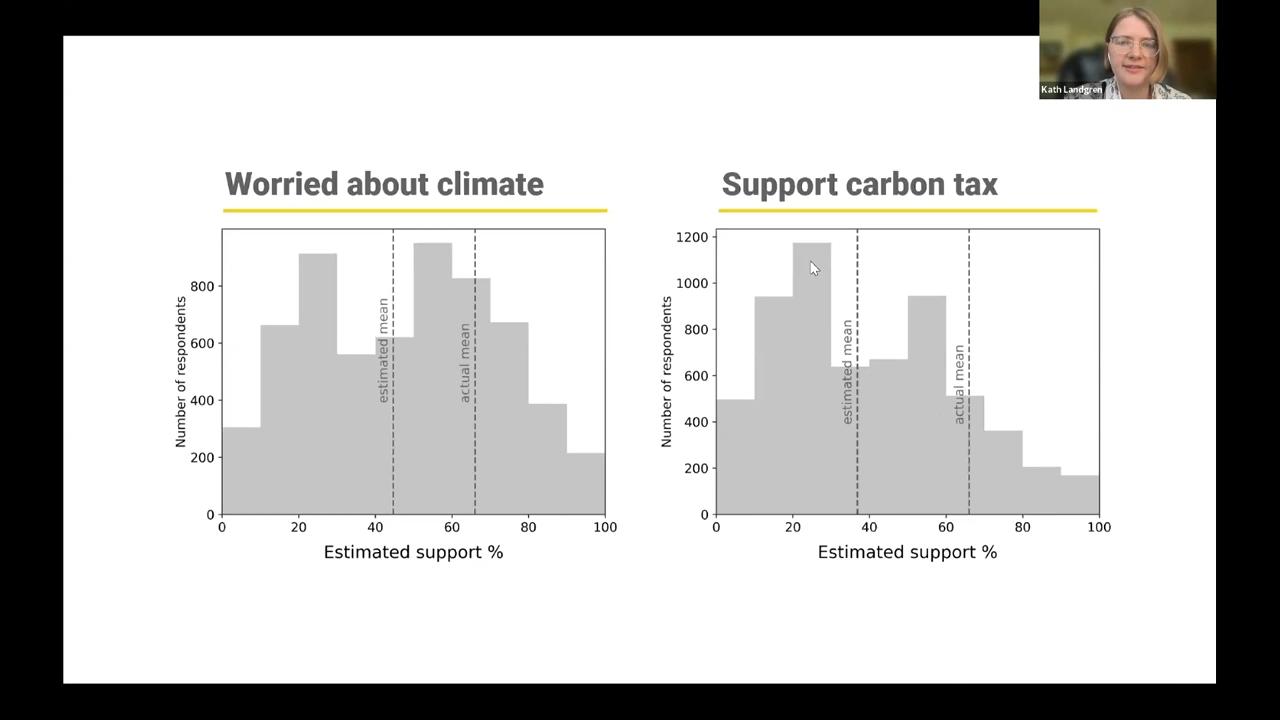 Kath Landgren
Worried about climate
Support carbon tax
Number of respondents
800
600
400
200
0
estimated mean
actual mean
0 20 40 60 80 100
Estimated support %
Number of respondents
1200
1000
800
600
400
200
0
estimated mean
actual mean
0 20 40 60 80 100
Estimated support %